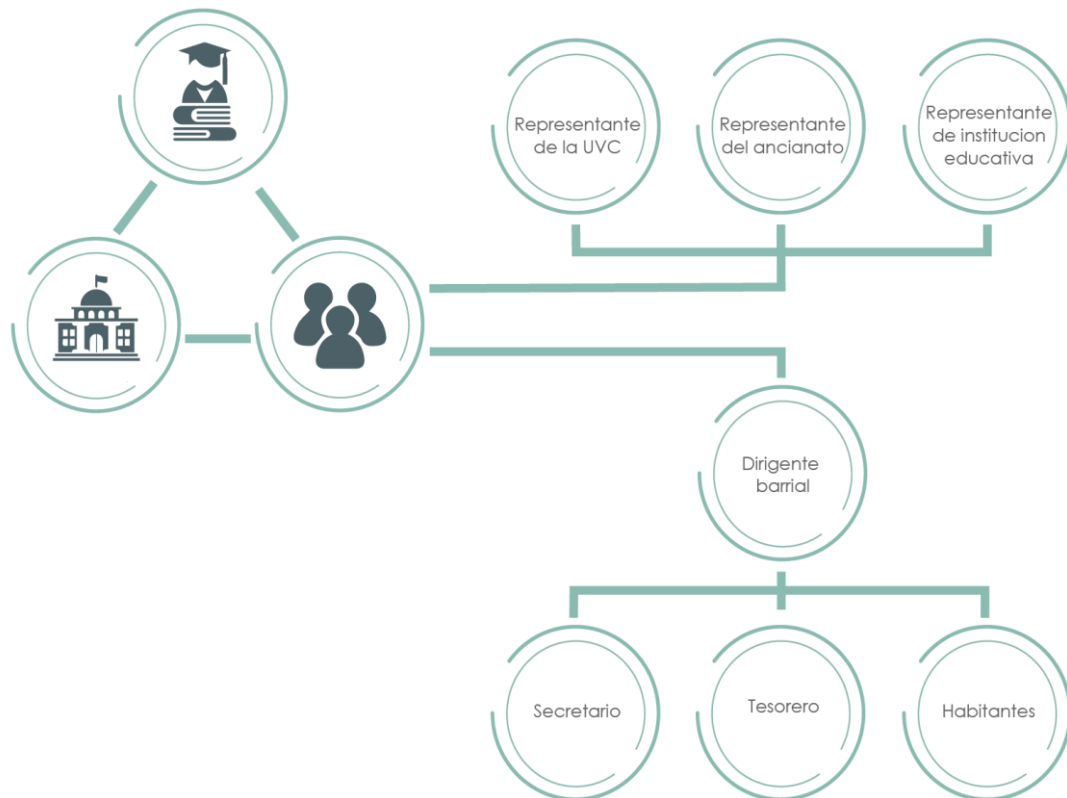 Representante
de la UVC
Representante
del ancianato
Representante
de institucion
educativa
Dirigente
barrial
Secretario
Tesorero
Habitantes